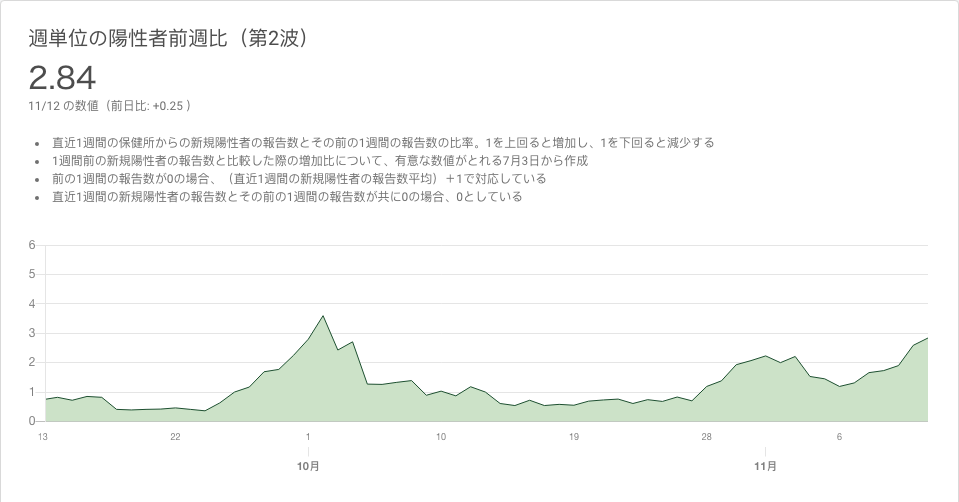 週単位の陽性者前週比（第2波）
2.84
11/12 の数値（前日比: +0.25 ）
• 直近1週間の保健所からの新規陽性者の報告数とその前の1週間の報告数の比率。1を上回ると増加し、1を下回ると減少する
• 1週間前の新規陽性者の報告数と比較した際の増加比について、有意な数値がとれる7月3日から作成
• 前の1週間の報告数が0の場合、（直近1週間の新規陽性者の報告数平均）＋1で対応している
• 直近1週間の新規陽性者の報告数とその前の1週間の報告数が共に0の場合、0としている
6
5
4
3
2
1
0
13 22 1 10 19 28 6
10月 11月